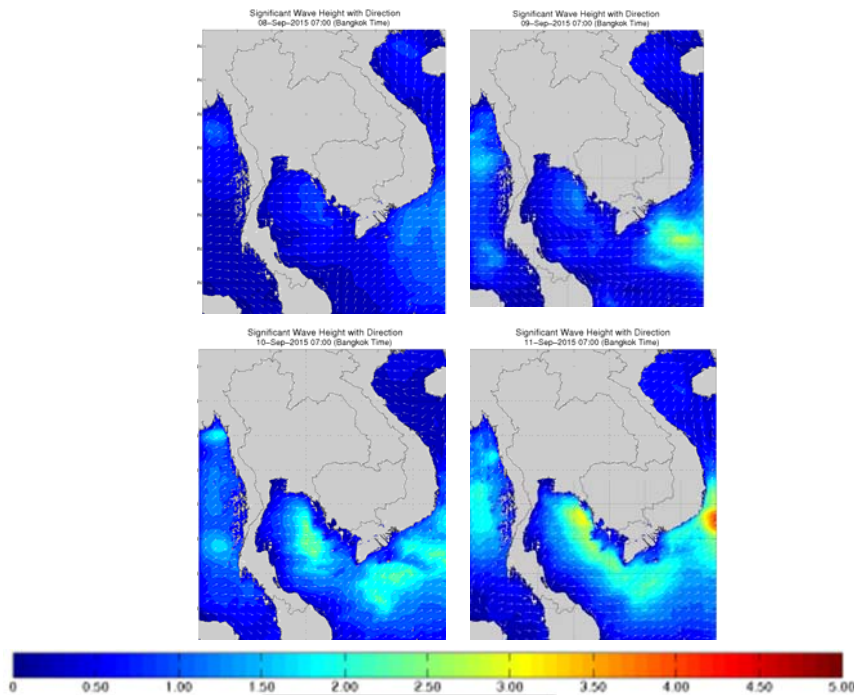 Significant Wave Height with Direction
08-Sep-2015 07:00 (Bangkok Time)
Significant Wave Height with Direction
09-Sep-2015 07:00 (Bangkok Time)
Significant Wave Height with Direction
10-Sep-2015 07:00 (Bangkok Time)
Significant Wave Height with Direction
11-Sep-2015 07:00 (Bangkok Time)
0 0.50 1.00 1.50 2.00 2.50 3.00 3.50 4.00 4.50 5.00